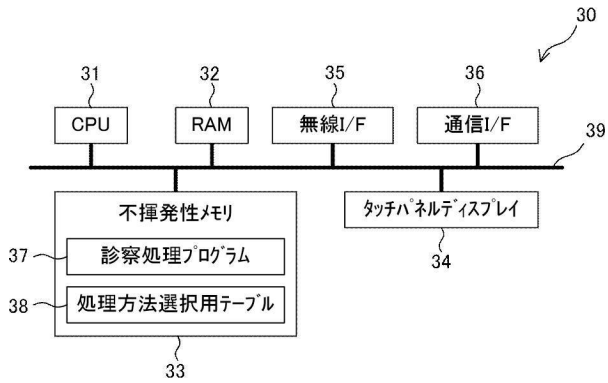 30
31
32
35
36
CPU
RAM
無線I/F
通信I/F
39
不揮発性メモリ
タッチパネルディスプレイ
34
37
診察処理プログラム
38
処理方法選択用テーブル
33